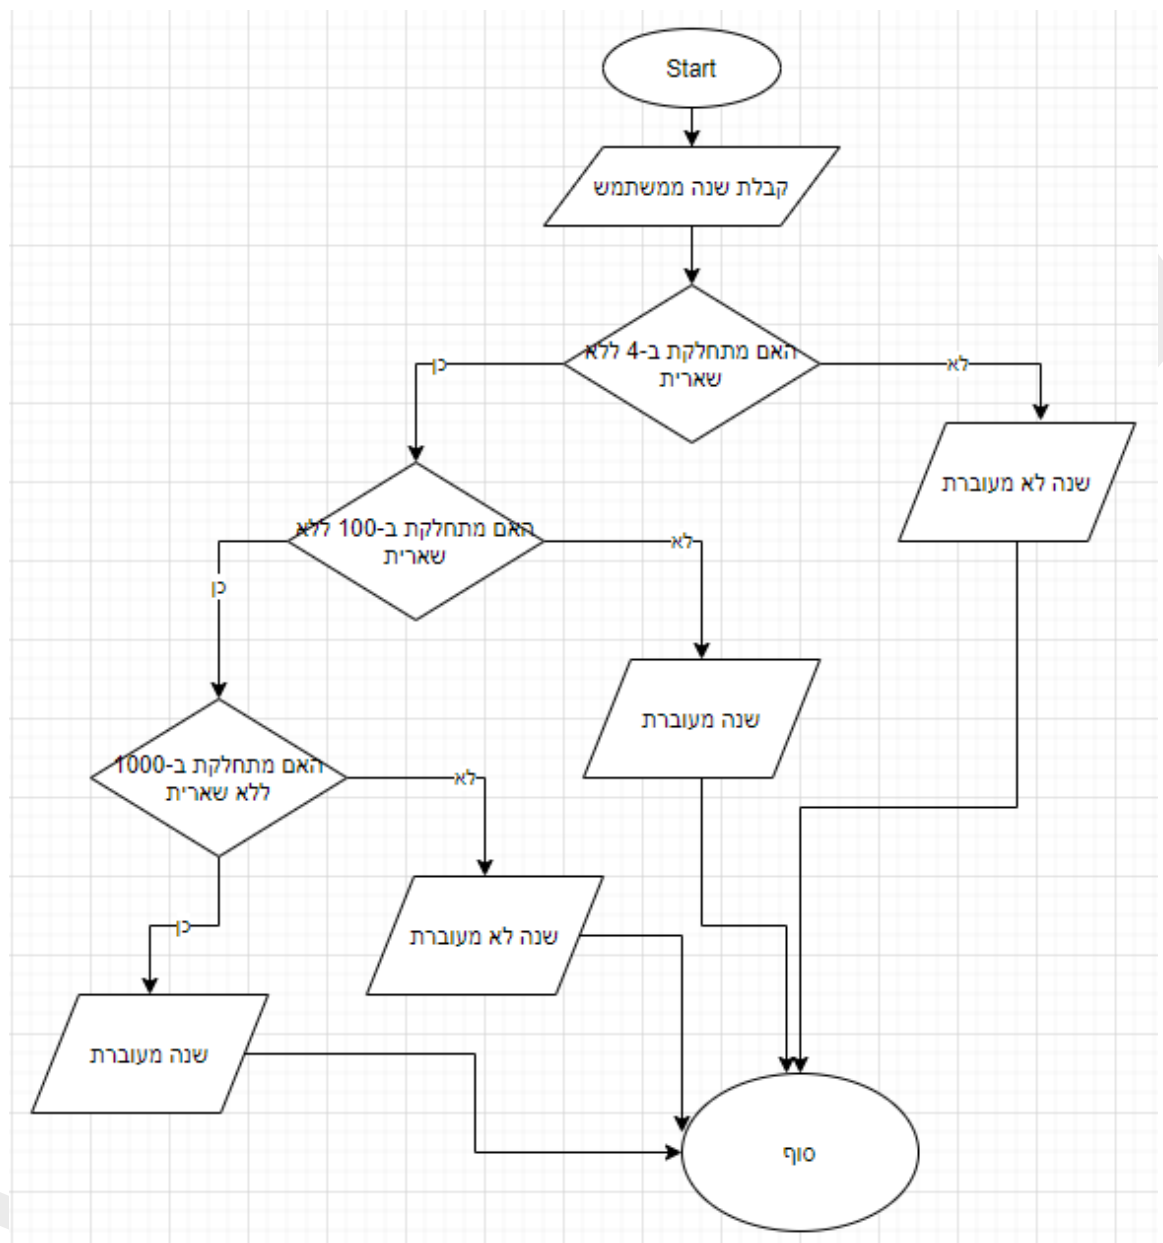 Start
קבלת שנה ממשתמש
האם מתחלקת ב-4 ללא
שארית
כן
לא
שנה לא מעוברת
האם מתחלקת ב-100 ללא
שארית
כן
לא
שנה מעוברת
האם מתחלקת ב-1000
ללא שארית
לא
כן
שנה לא מעוברת
שנה מעוברת
סוף